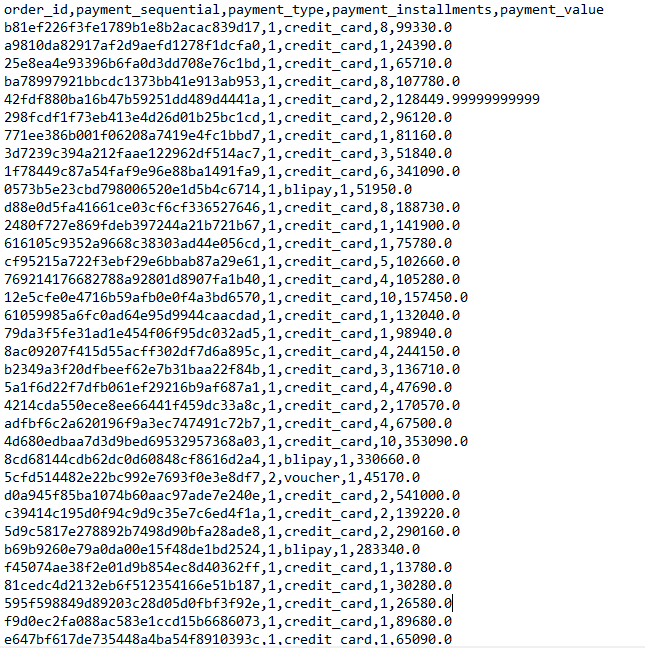 order_id,payment_sequential,payment_type,payment_installments,payment_value
b81ef226f3fe1789b1e8b2acac839d17,1,credit_card,8,99330.0
a9810da82917af2d9aefd1278f1dcfa0,1,credit_card,1,24390.0
25e8ea4e93396b6fa0d3dd708e76c1bd,1,credit_card,1,65710.0
ba78997921bbcdc1373bb41e913ab953,1,credit_card,8,107780.0
42fdf880ba16b47b59251dd489d4441a,1,credit_card,2,128449.99999999999
298fcdf1f73eb413e4d26d01b25bc1cd,1,credit_card,2,96120.0
771ee386b001f06208a7419e4fc1bbd7,1,credit_card,1,81160.0
3d7239c394a212faae122962df514ac7,1,credit_card,3,51840.0
1f78449c87a54faf9e96e88ba1491fa9,1,credit_card,6,341090.0
0573b5e23cbd798006520e1d5b4c6714,1,blipay,1,51950.0
d88e0d5fa41661ce03cf6cf336527646,1,credit_card,8,188730.0
2480f727e869fdeb397244a21b721b67,1,credit_card,1,141900.0
616105c9352a9668c38303ad44e056cd,1,credit_card,1,75780.0
cf95215a722f3ebf29e6bbab87a29e61,1,credit_card,5,102660.0
769214176682788a92801d8907fa1b40,1,credit_card,4,105280.0
12e5cfe0e4716b59afb0e0f4a3bd6570,1,credit_card,10,157450.0
61059985a6fc0ad64e95d9944caacdad,1,credit_card,1,132040.0
79da3f5fe31ad1e454f06f95dc032ad5,1,credit_card,1,98940.0
8ac09207f415d55acff302df7d6a895c,1,credit_card,4,244150.0
b2349a3f20dfbeef62e7b31baa22f84b,1,credit_card,3,136710.0
5a1f6d22f7dfb061ef29216b9af687a1,1,credit_card,4,47690.0
4214cda550ece8ee66441f459dc33a8c,1,credit_card,2,170570.0
adfbf6c2a620196f9a3ec747491c72b7,1,credit_card,4,67500.0
4d680edbaa7d3d9bed69532957368a03,1,credit_card,10,353090.0
8cd68144cdb62dc0d60848cf8616d2a4,1,blipay,1,330660.0
5cfd514482e22bc992e7693f0e3e8df7,2,voucher,1,45170.0
d0a945f85ba1074b60aac97ade7e240e,1,credit_card,2,541000.0
c39414c195d0f94c9d9c35e7c6ed4f1a,1,credit_card,2,139220.0
5d9c5817e278892b7498d90bfa28ade8,1,credit_card,2,290160.0
b69b9260e79a0da00e15f48de1bd2524,1,blipay,1,283340.0
f45074ae38f2e01d9b854ec8d40362ff,1,credit_card,1,13780.0
81cedc4d2132eb6f512354166e51b187,1,credit_card,1,30280.0
595f598849d89203c28d05d0fbf3f92e,1,credit_card,1,26580.0
f9d0ec2fa088ac583e1ccd15b6686073,1,credit_card,1,89680.0
e647bf617de735448a4ba54f8910393c,1,credit_card,1,65090.0